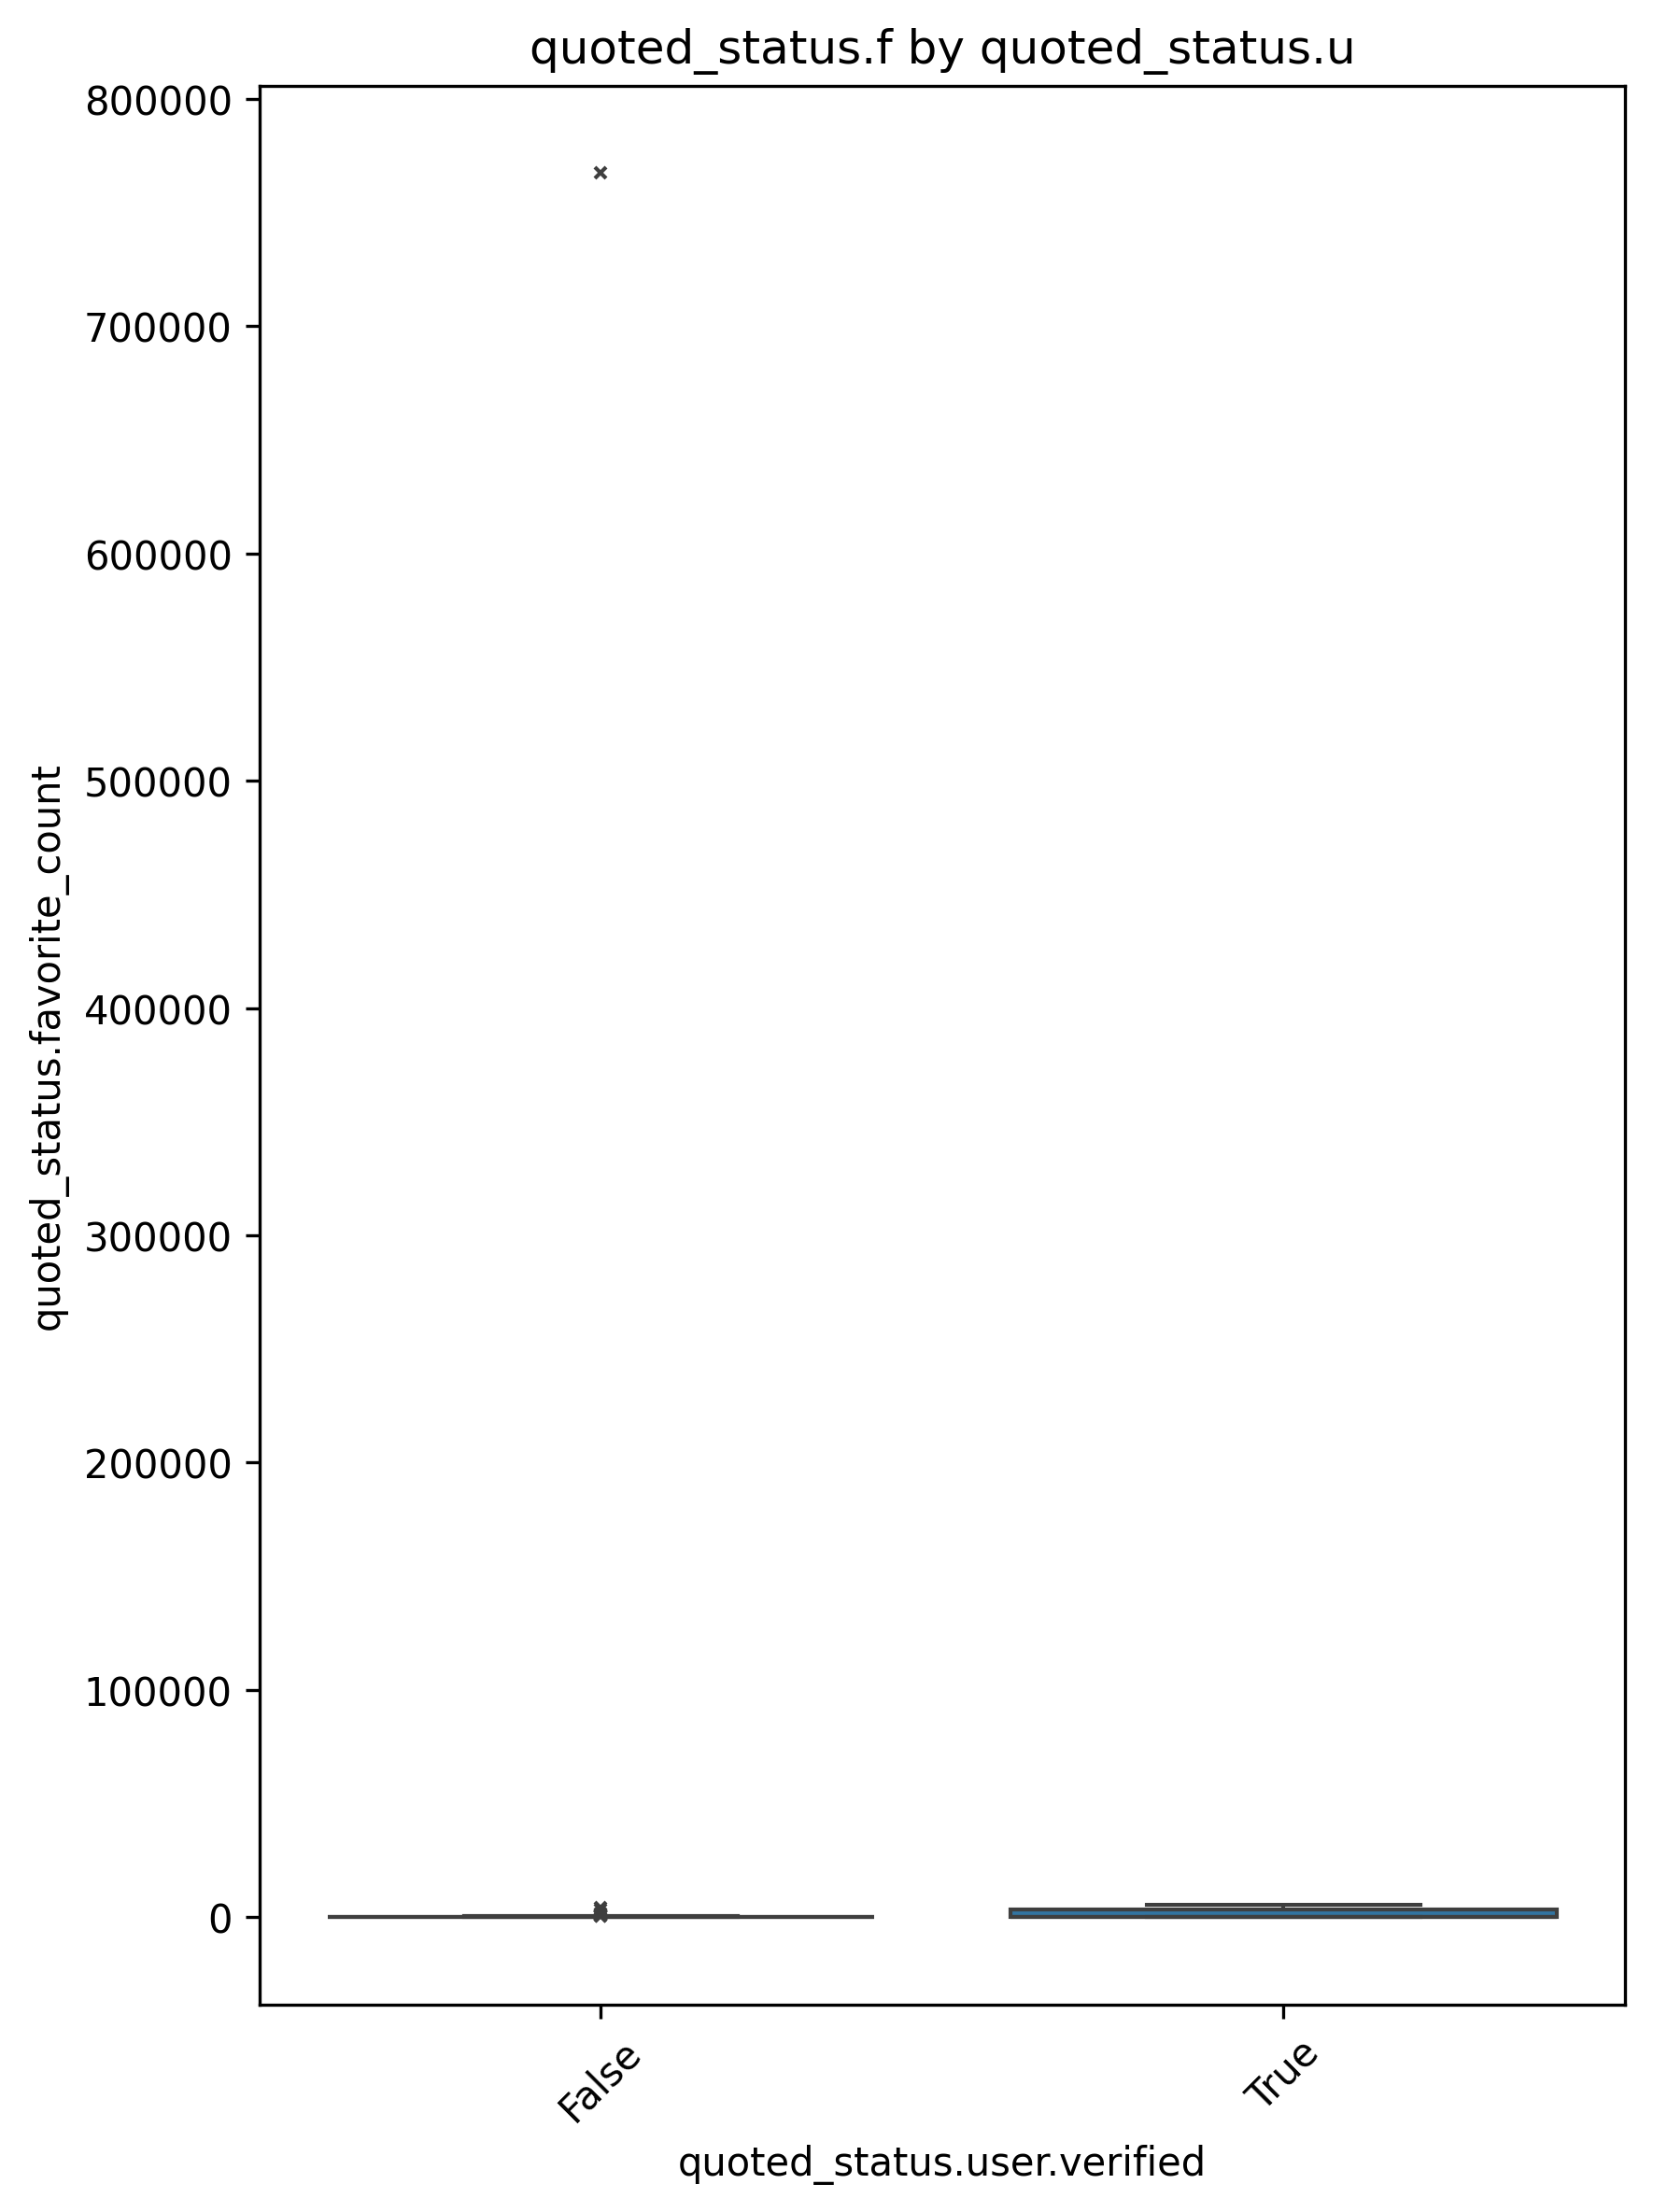 quoted_status.f by quoted_status.u
800000
700000
600000
500000
400000
300000
200000
100000
0
quoted_status.favorite_count
False
True
quoted_status.user.verified